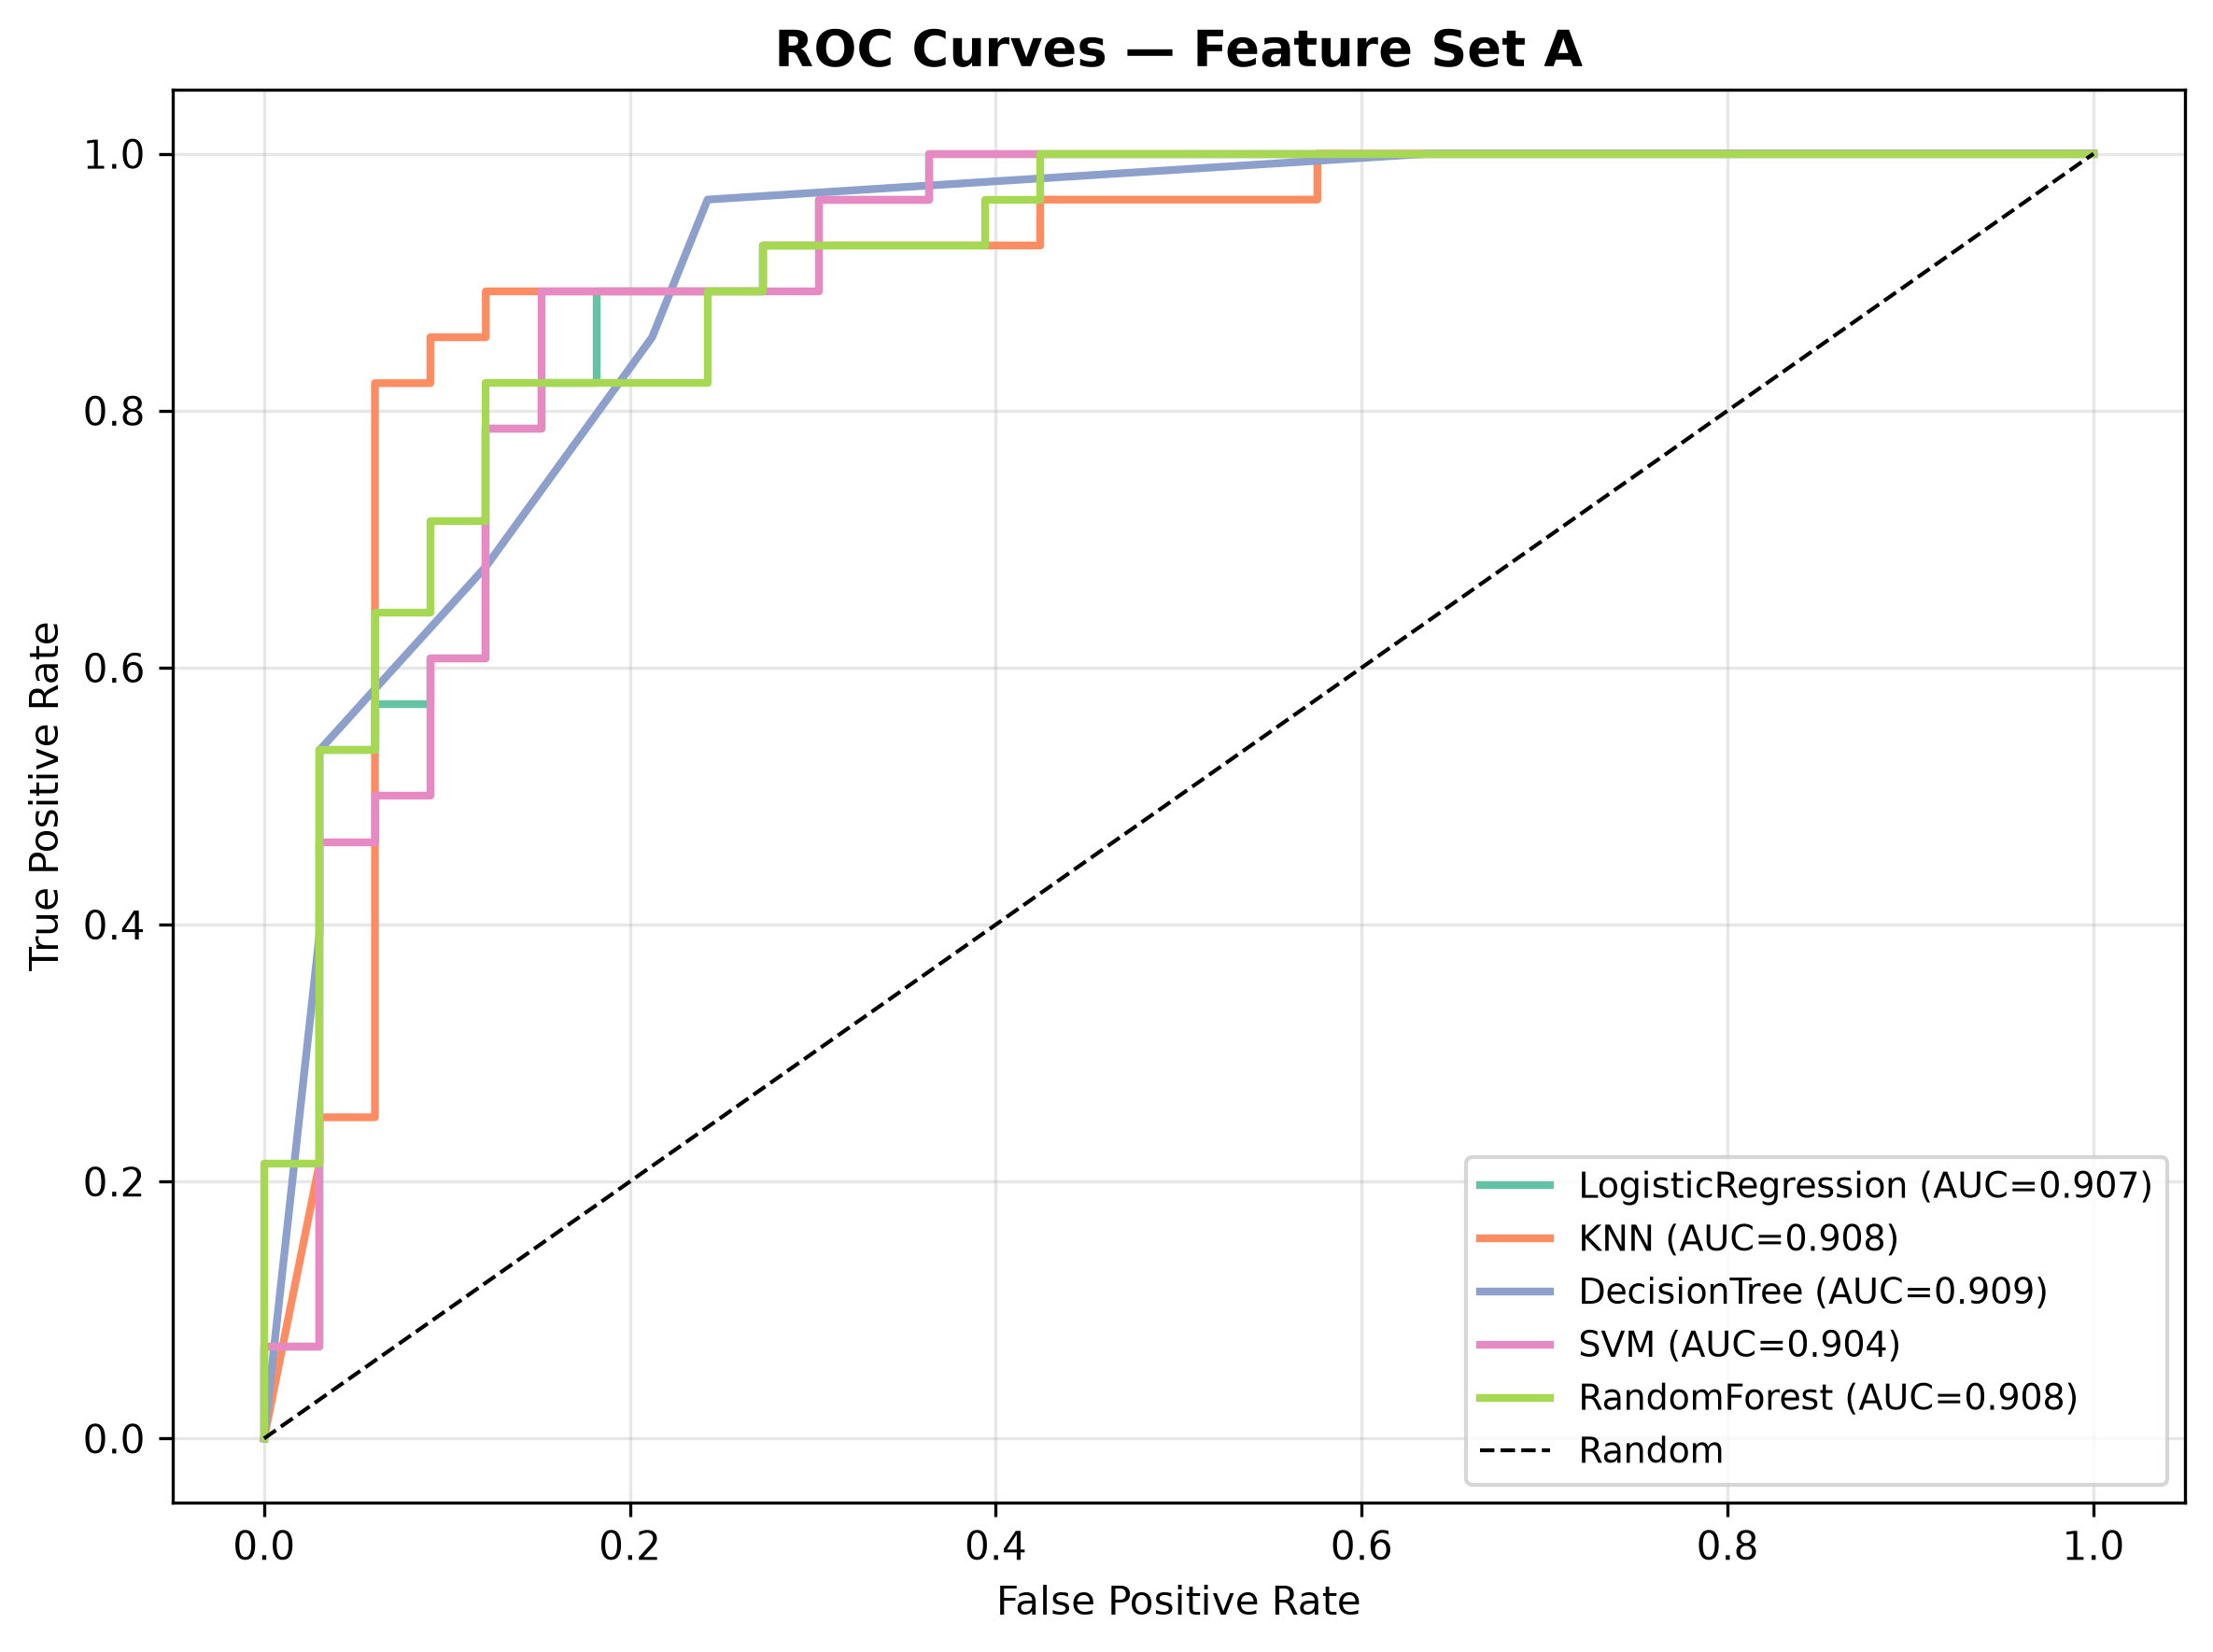 ROC Curves — Feature Set A
True Positive Rate
1.0
0.8
0.6
0.4
0.2
0.0
LogisticRegression (AUC=0.907)
KNN (AUC=0.908)
DecisionTree (AUC=0.909)
SVM (AUC=0.904)
RandomForest (AUC=0.908)
Random
0.0 0.2 0.4 0.6 0.8 1.0
False Positive Rate